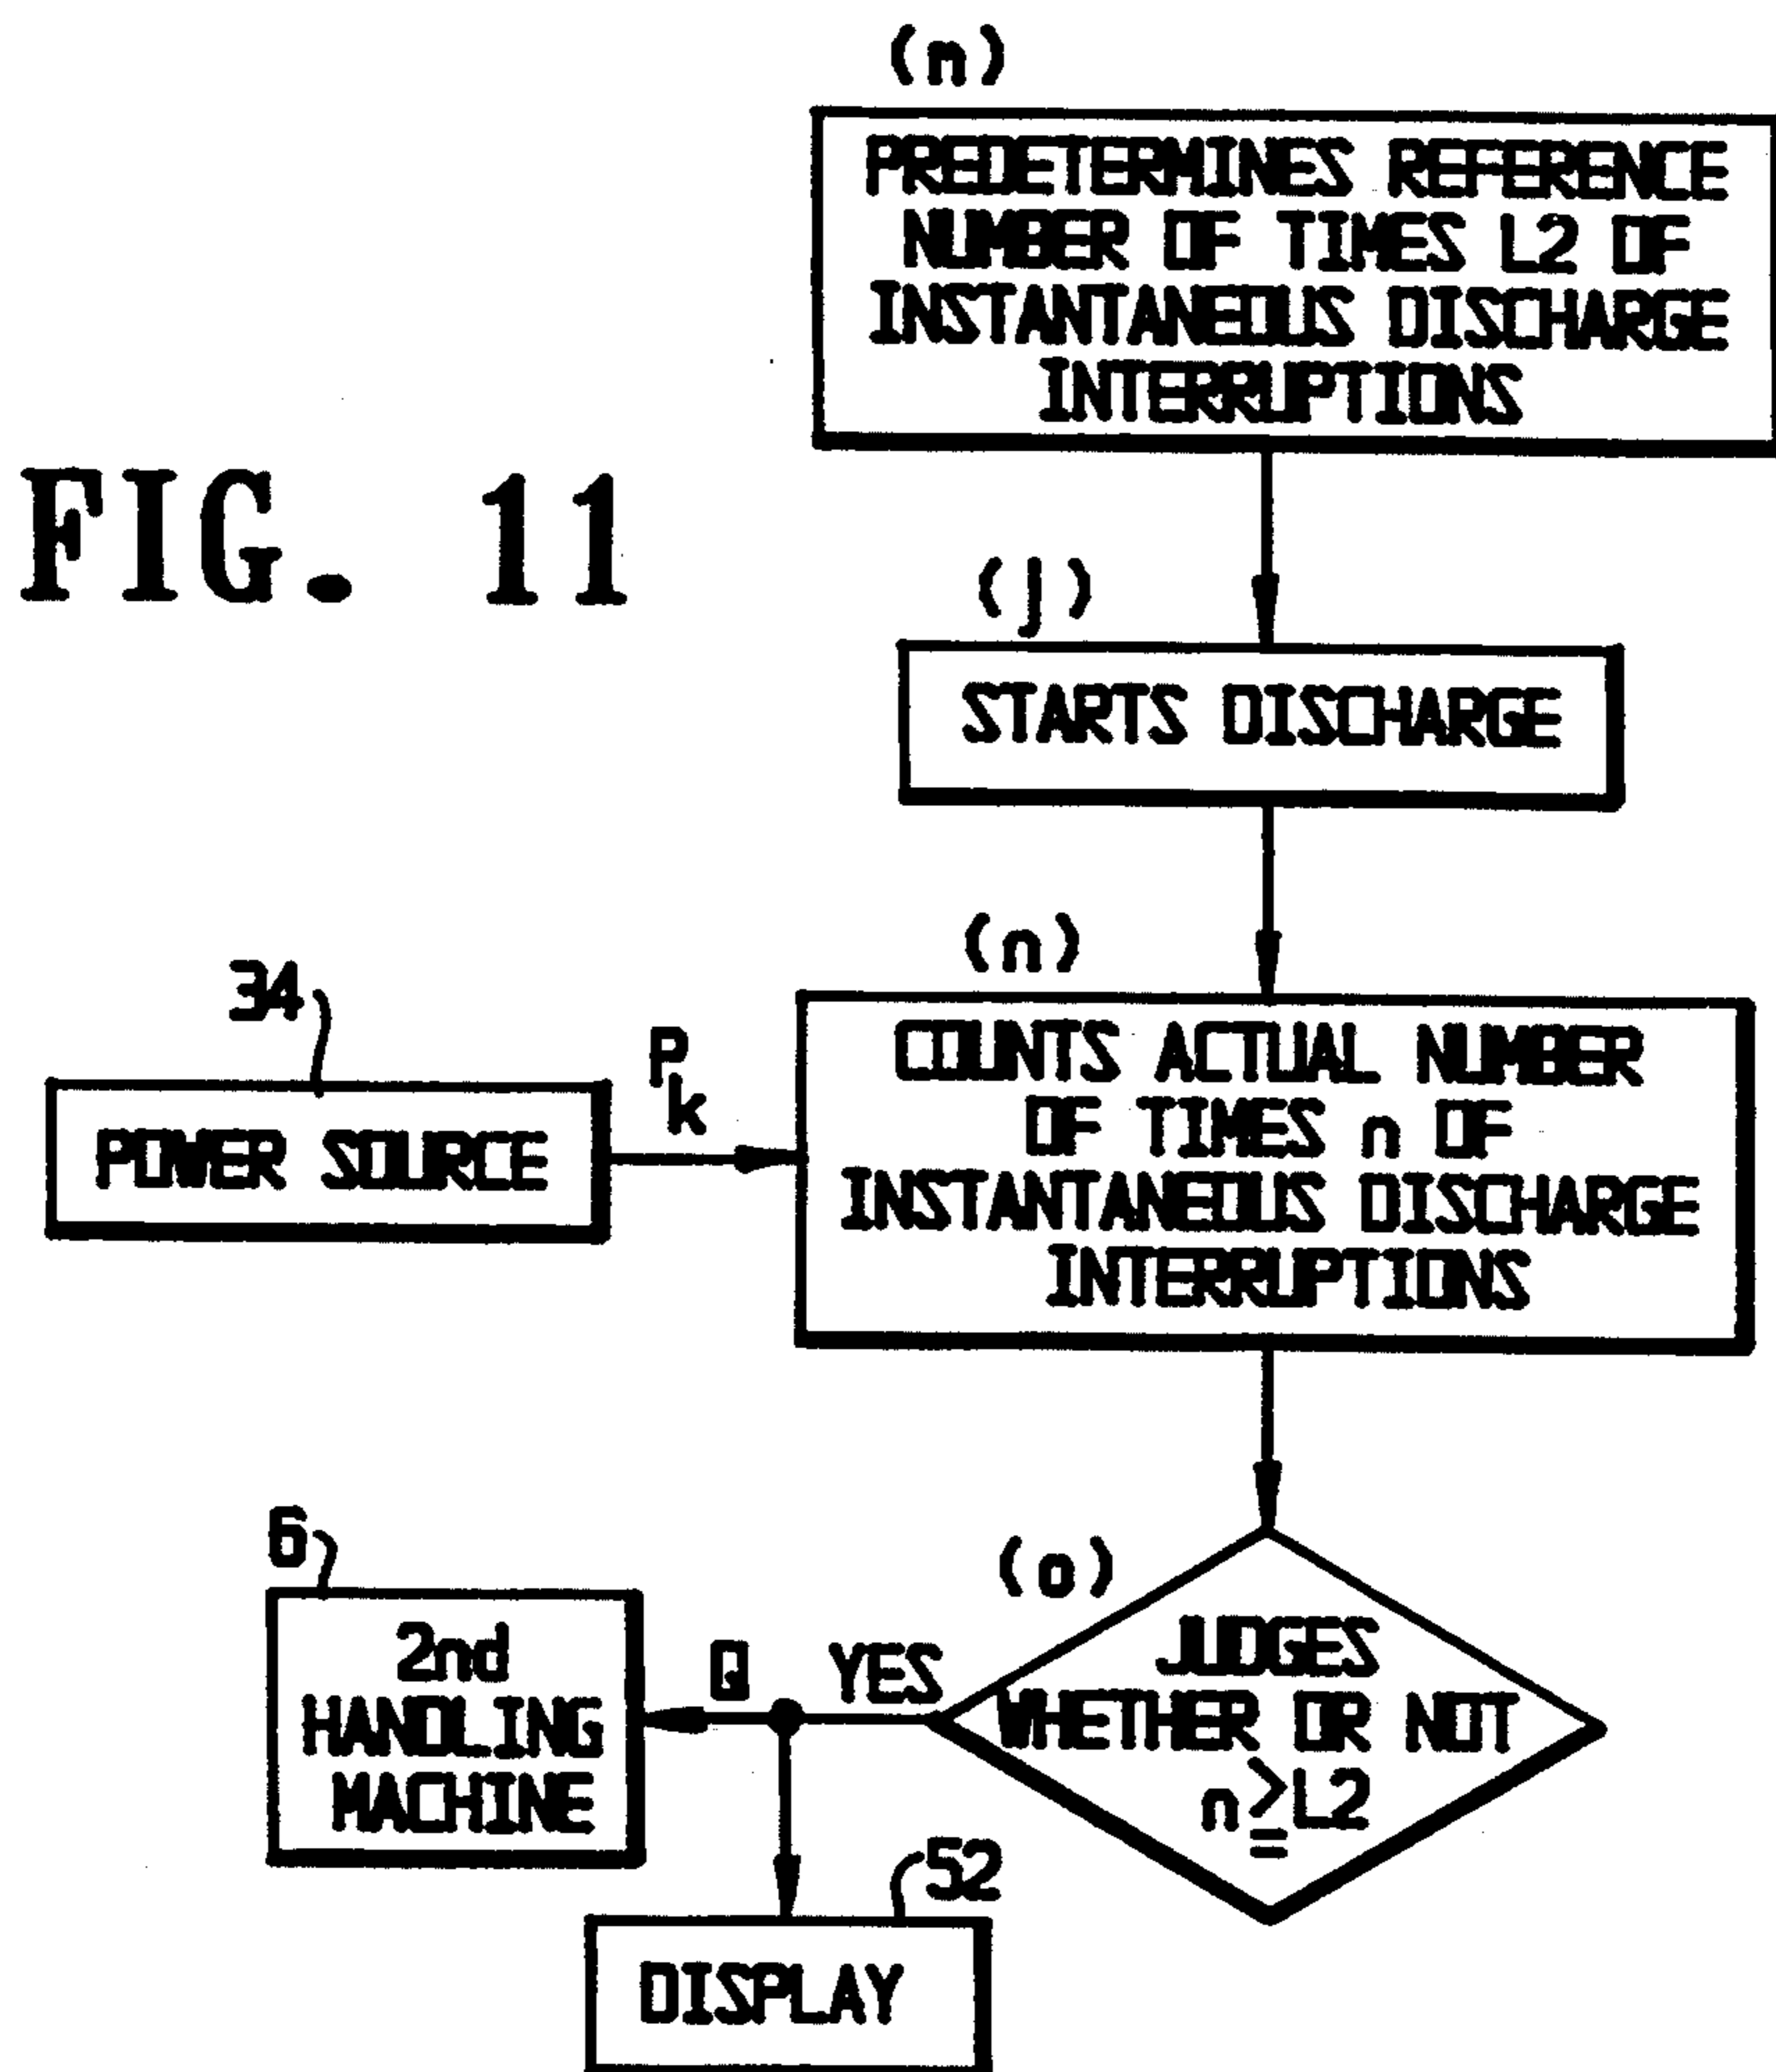 (m)
PREDETERMINES REFERENCE
NUMBER OF TIMES L2 OF
INSTANTANEOUS DISCHARGE
INTERRUPTIONS
FIG. 11
(j)
STARTS DISCHARGE
(n)
34
COUNTS ACTUAL NUMBER
OF TIMES n OF
INSTANTANEOUS DISCHARGE
INTERRUPTIONS
Pk
POWER SOURCE
6
(o)
JUDGES
WHETHER OR NOT
n≧L2
YES
Q
2nd
HANDLING
MACHINE
52
DISPLAY